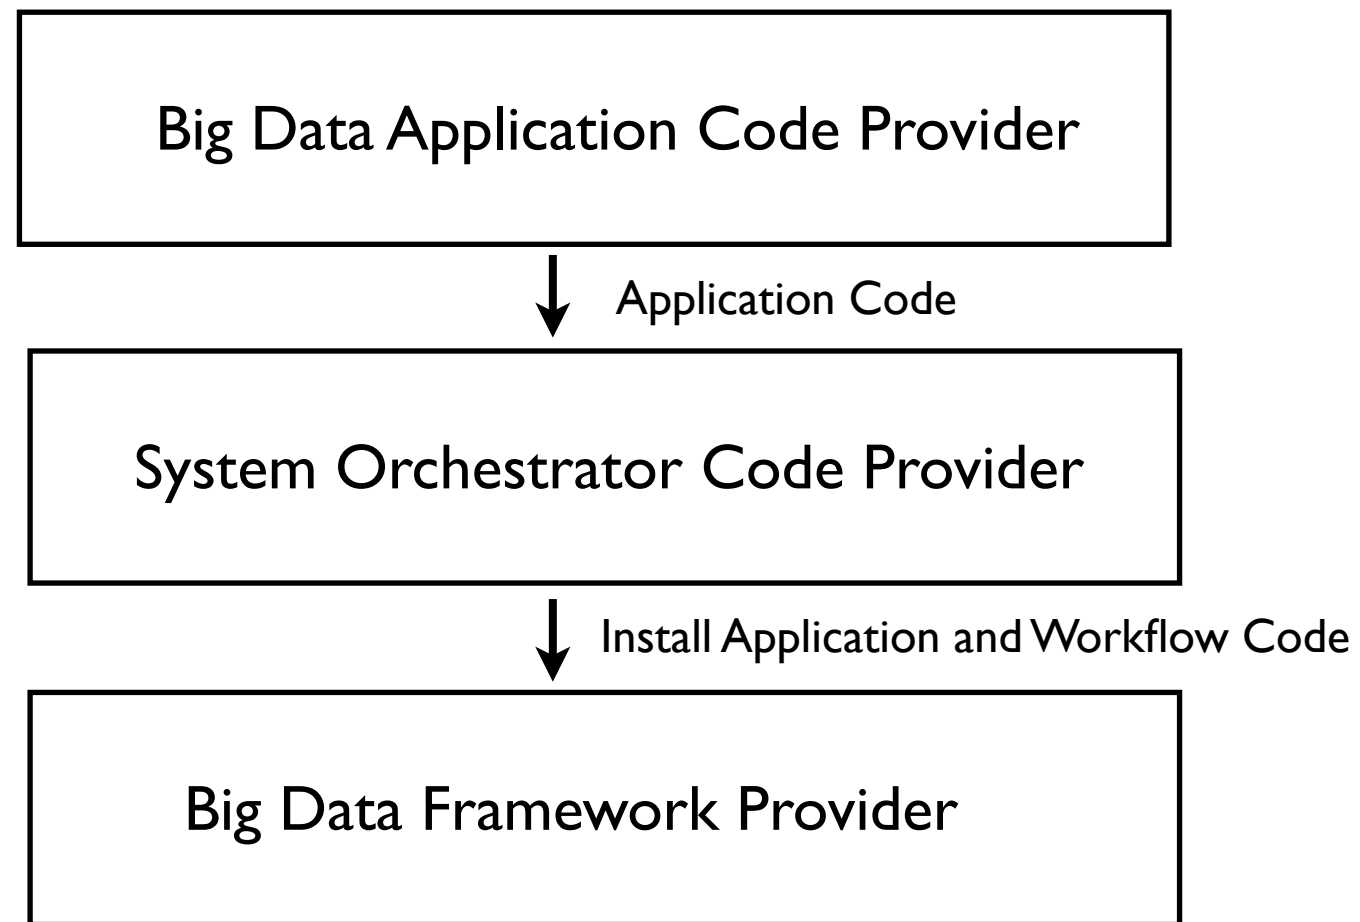 Big Data Application Code Provider
Application Code
System Orchestrator Code Provider
Install Application and Workflow Code
Big Data Framework Provider